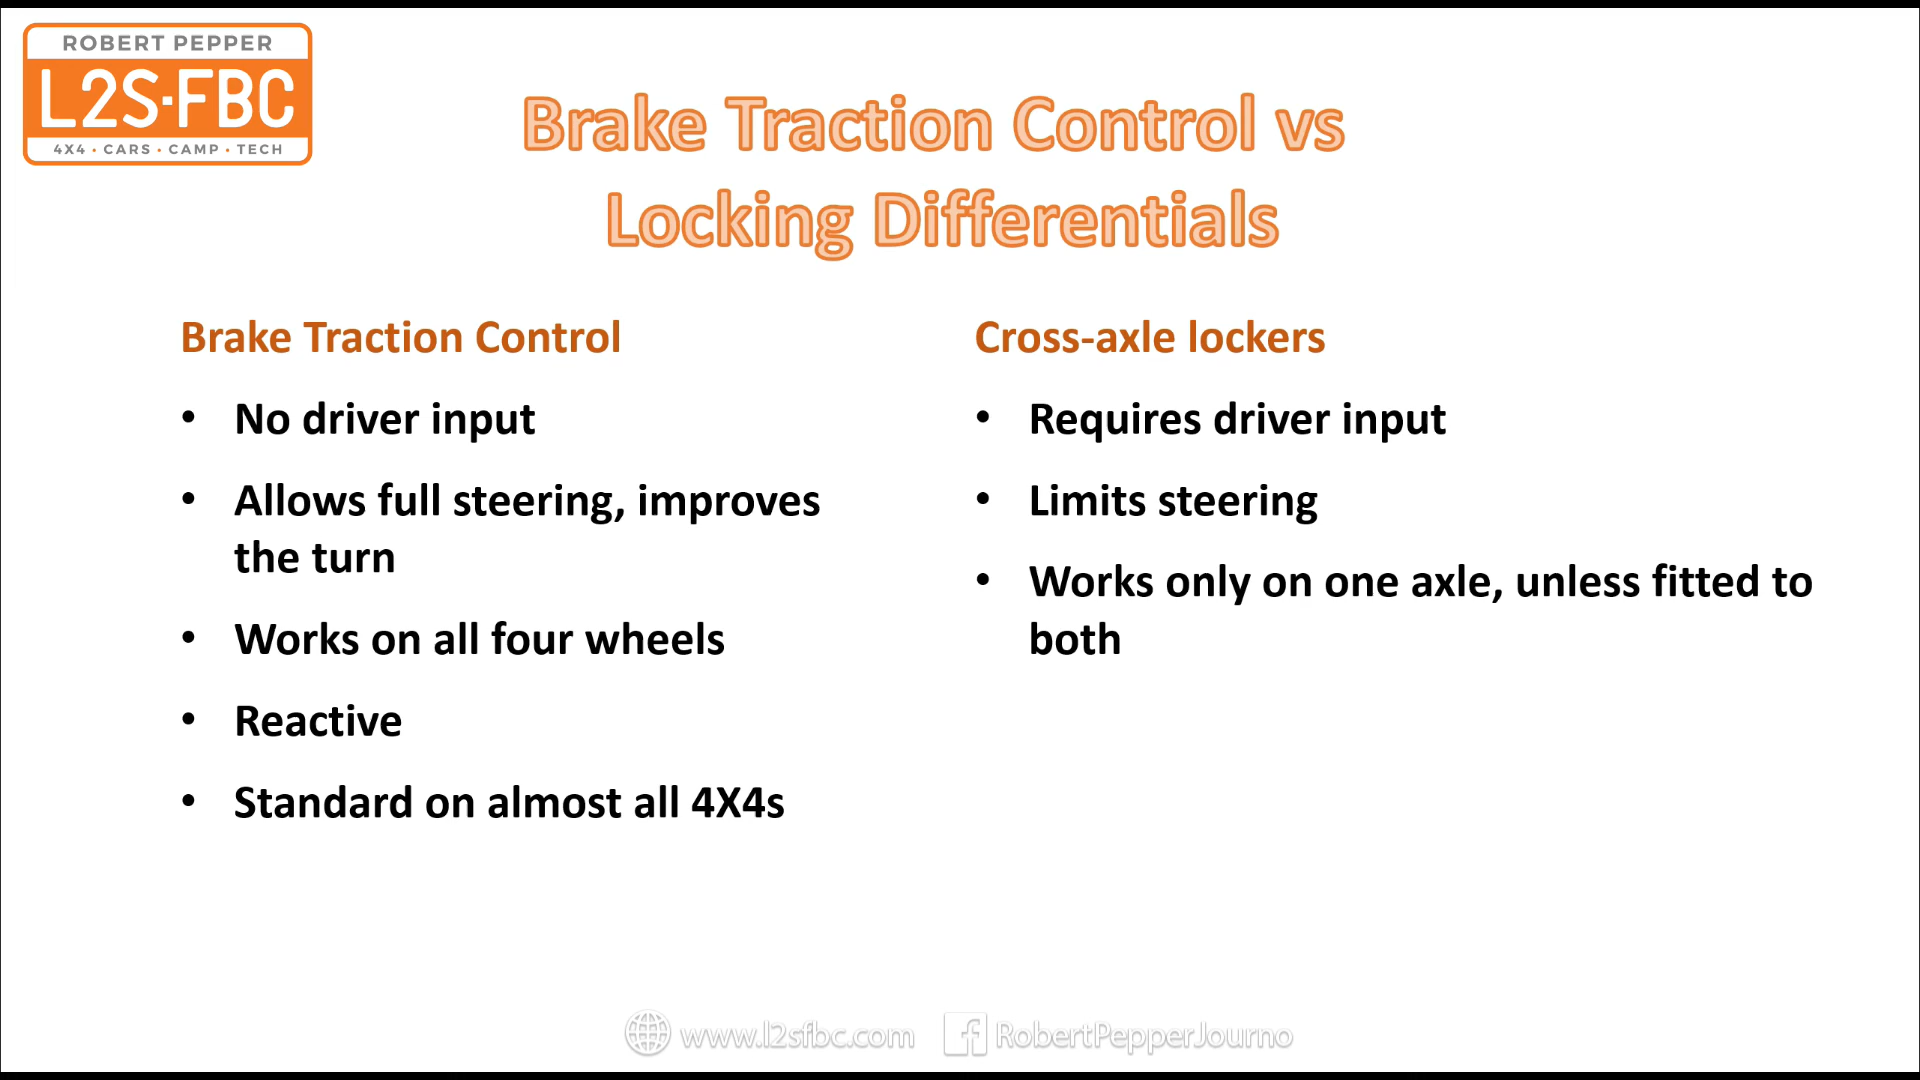 ROBERT PEPPER
L2S·FBC
4X4 · CARS · CAMP · TECH
Brake Traction Control vs
Locking Differentials
Brake Traction Control
• No driver input
• Allows full steering, improves
the turn
• Works on all four wheels
• Reactive
• Standard on almost all 4X4s
Cross-axle lockers
• Requires driver input
• Limits steering
• Works only on one axle, unless fitted to
both
www.l2sfbc.com RobertPepperJourno